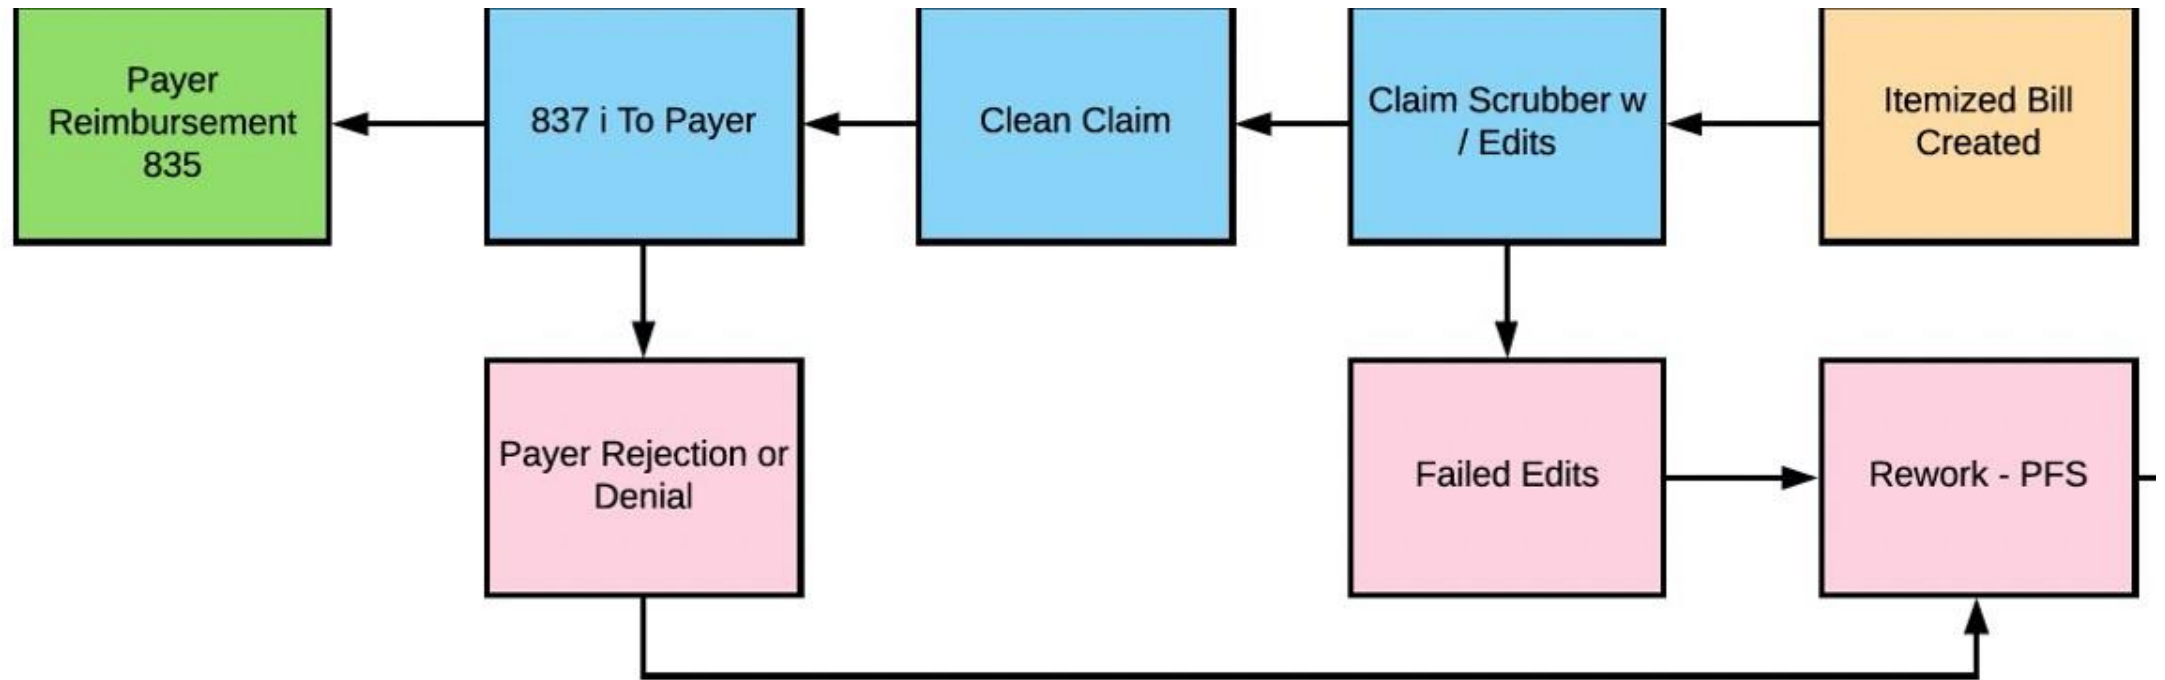 Payer
Reimbursement
835
837 i To Payer
Clean Claim
Claim Scrubber w
/ Edits
Itemized Bill
Created
Payer Rejection or
Denial
Failed Edits
Rework - PFS